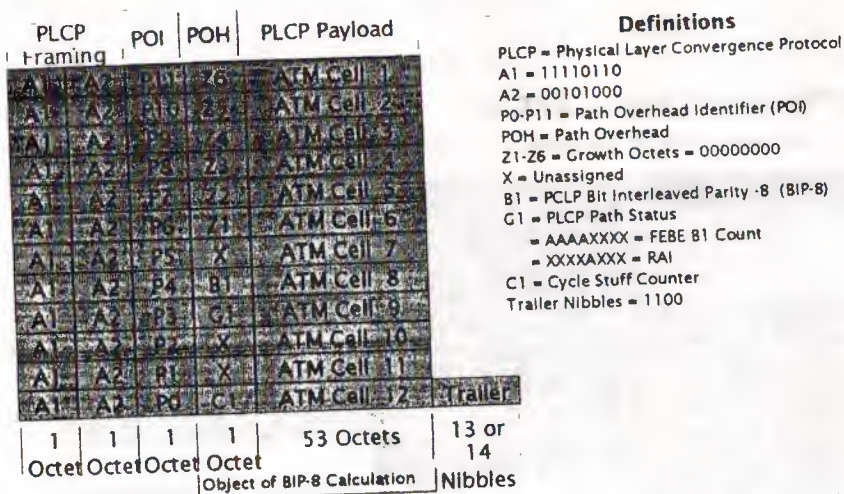 PLCP Framing POI POH PLCP Payload
A1 A2 P11 Z6 ATM Cell 1
A1 A2 P10 Z5 ATM Cell 2
A1 A2 P9 Z4 ATM Cell 3
A1 A2 P8 Z3 ATM Cell 4
A1 A2 P7 Z2 ATM Cell 5
A1 A2 P6 Z1 ATM Cell 6
A1 A2 P5 X ATM Cell 7
A1 A2 P4 B1 ATM Cell 8
A1 A2 P3 G1 ATM Cell 9
A1 A2 P2 X ATM Cell 10
A1 A2 P1 X ATM Cell 11
A1 A2 P0 C1 ATM Cell 12 Trailer
1 Octet 1 Octet 1 Octet 1 Octet 53 Octets 13 or 14 Nibbles
Object of BIP-8 Calculation
Definitions
PLCP = Physical Layer Convergence Protocol
A1 = 11110110
A2 = 00101000
P0-P11 = Path Overhead Identifier (POI)
POH = Path Overhead
Z1-Z6 = Growth Octets = 00000000
X = Unassigned
B1 = PCLP Bit Interleaved Parity -8 (BIP-8)
G1 = PLCP Path Status
= AAAAXXXX = FEBE B1 Count
= XXXXAXXX = RAI
C1 = Cycle Stuff Counter
Trailer Nibbles = 1100